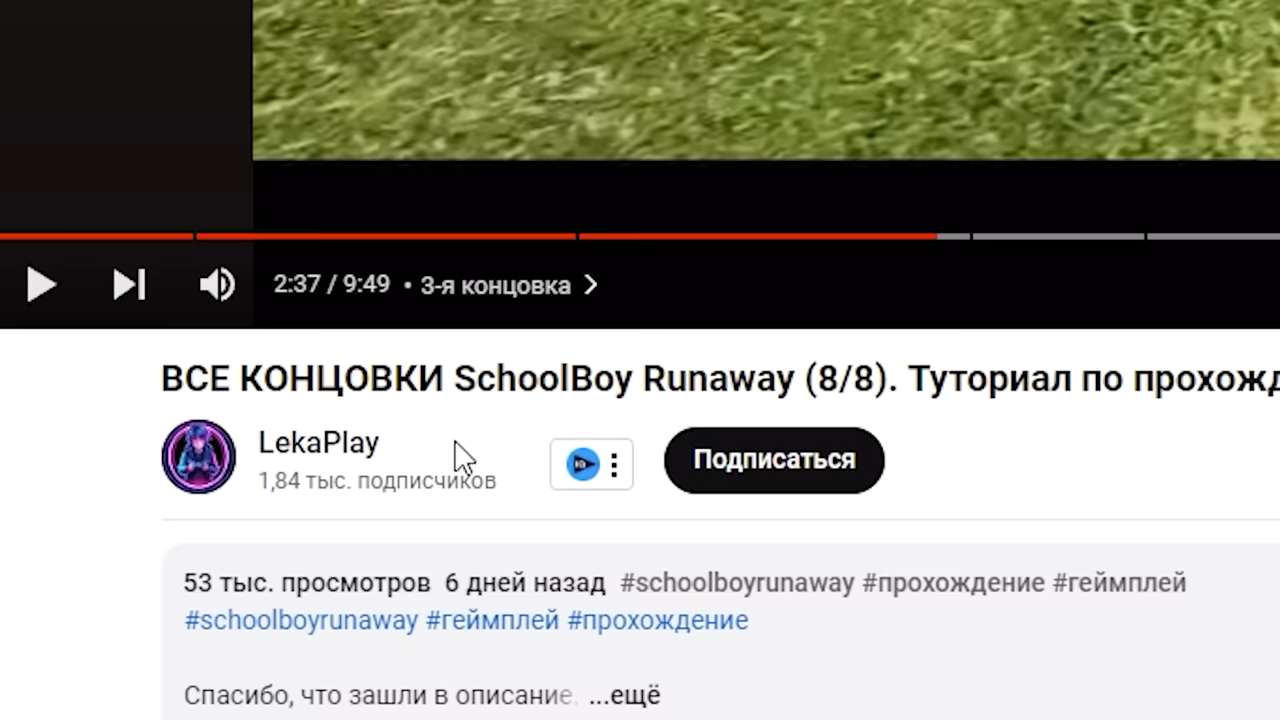 2:37 / 9:49 • 3-я концовка
ВСЕ КОНЦОВКИ SchoolBoy Runaway (8/8). Туториал по прохожд
LekaPlay
1,84 тыс. подписчиков
Подписаться
53 тыс. просмотров 6 дней назад #schoolboyrunaway #прохождение #геймплей
#schoolboyrunaway #геймплей #прохождение
Спасибо, что зашли в описание. ...ещё